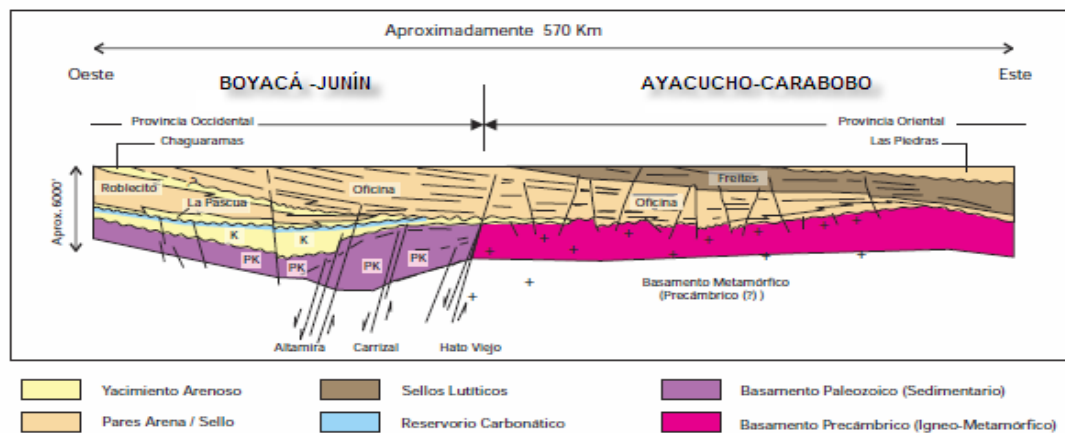 Aproximadamente 570 Km
Oeste
Este
BOYACÁ -JUNÍN
AYACUCHO-CARABOBO
Provincia Occidental
Provincia Oriental
Chaguaramas
Las Piedras
Aprox. 6000'
Roblecito
La Pascua
Oficina
Freites
Oficina
K
K
PK
PK
PK
PK
Basamento Metamórfico
(Precámbrico (?) )
Altamira
Carrizal
Hato Viejo
Yacimiento Arenoso
Sellos Lutíticos
Basamento Paleozoico (Sedimentario)
Pares Arena / Sello
Reservorio Carbonático
Basamento Precámbrico (Igneo-Metamórfico)